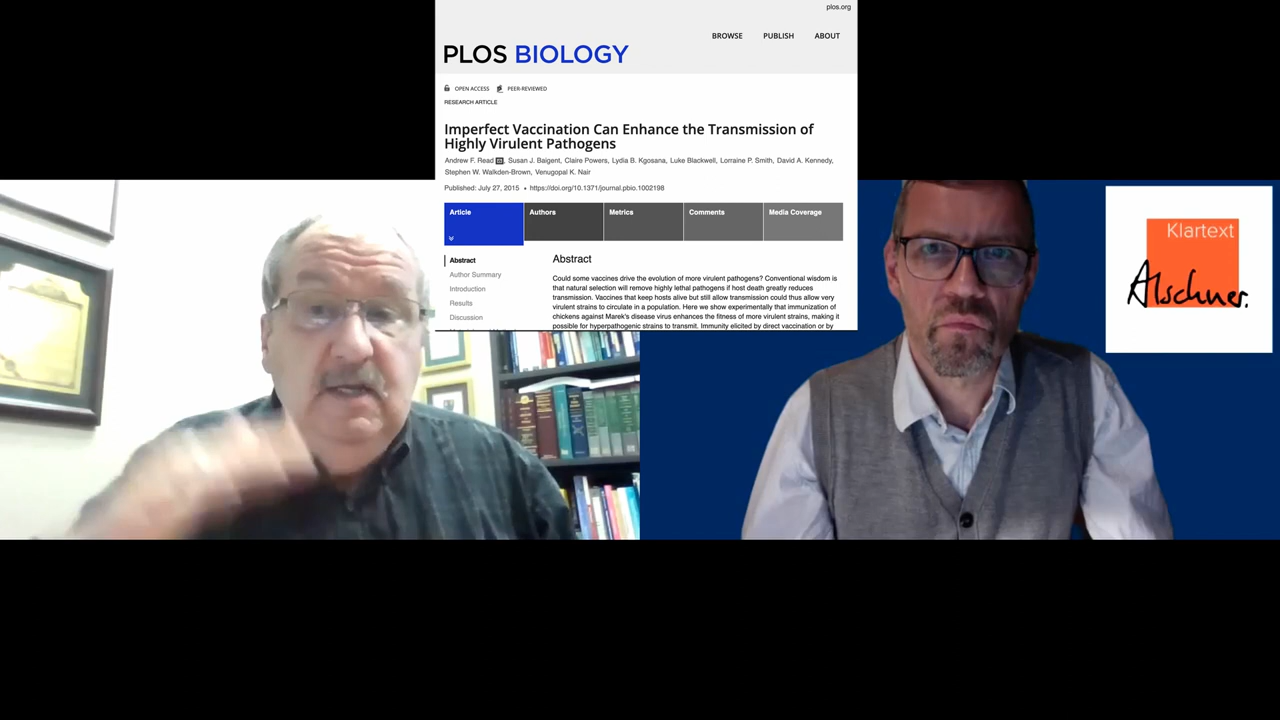 plos.org
BROWSE PUBLISH ABOUT
PLOS BIOLOGY
OPEN ACCESS PEER-REVIEWED
RESEARCH ARTICLE
Imperfect Vaccination Can Enhance the Transmission of
Highly Virulent Pathogens
Andrew F. Read, Susan J. Baigent, Claire Powers, Lydia B. Kgosana, Luke Blackwell, Lorraine P. Smith, David A. Kennedy,
Stephen W. Walkden-Brown, Venugopal K. Nair
Published: July 27, 2015 • https://doi.org/10.1371/journal.pbio.1002198
Article Authors Metrics Comments Media Coverage
Abstract
Author Summary
Introduction
Results
Discussion
Abstract
Could some vaccines drive the evolution of more virulent pathogens? Conventional wisdom is
that natural selection will remove highly lethal pathogens if host death greatly reduces
transmission. Vaccines that keep hosts alive but still allow transmission could thus allow very
virulent strains to circulate in a population. Here we show experimentally that immunization of
chickens against Marek's disease virus enhances the fitness of more virulent strains, making it
possible for hyperpathogenic strains to transmit. Immunity elicited by direct vaccination or by
Klartext
Alschner.